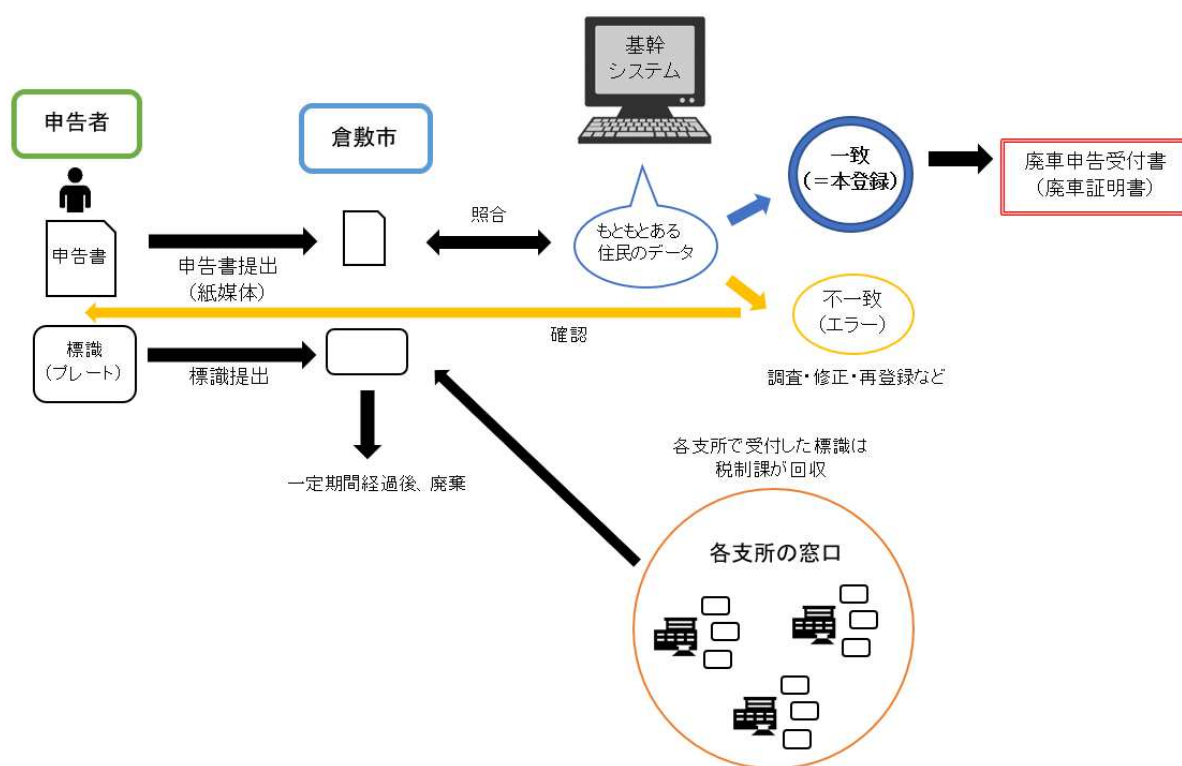 基幹
システム
申告者
倉敷市
一致
(=本登録)
廃車申告受付書
(廃車証明書)
照合
もともとある
住民のデータ
申告書
申告書提出
(紙媒体)
不一致
(エラー)
確認
標識
(プレート)
標識提出
調査・修正・再登録など
各支所で受付した標識は
税制課が回収
一定期間経過後、廃棄
各支所の窓口